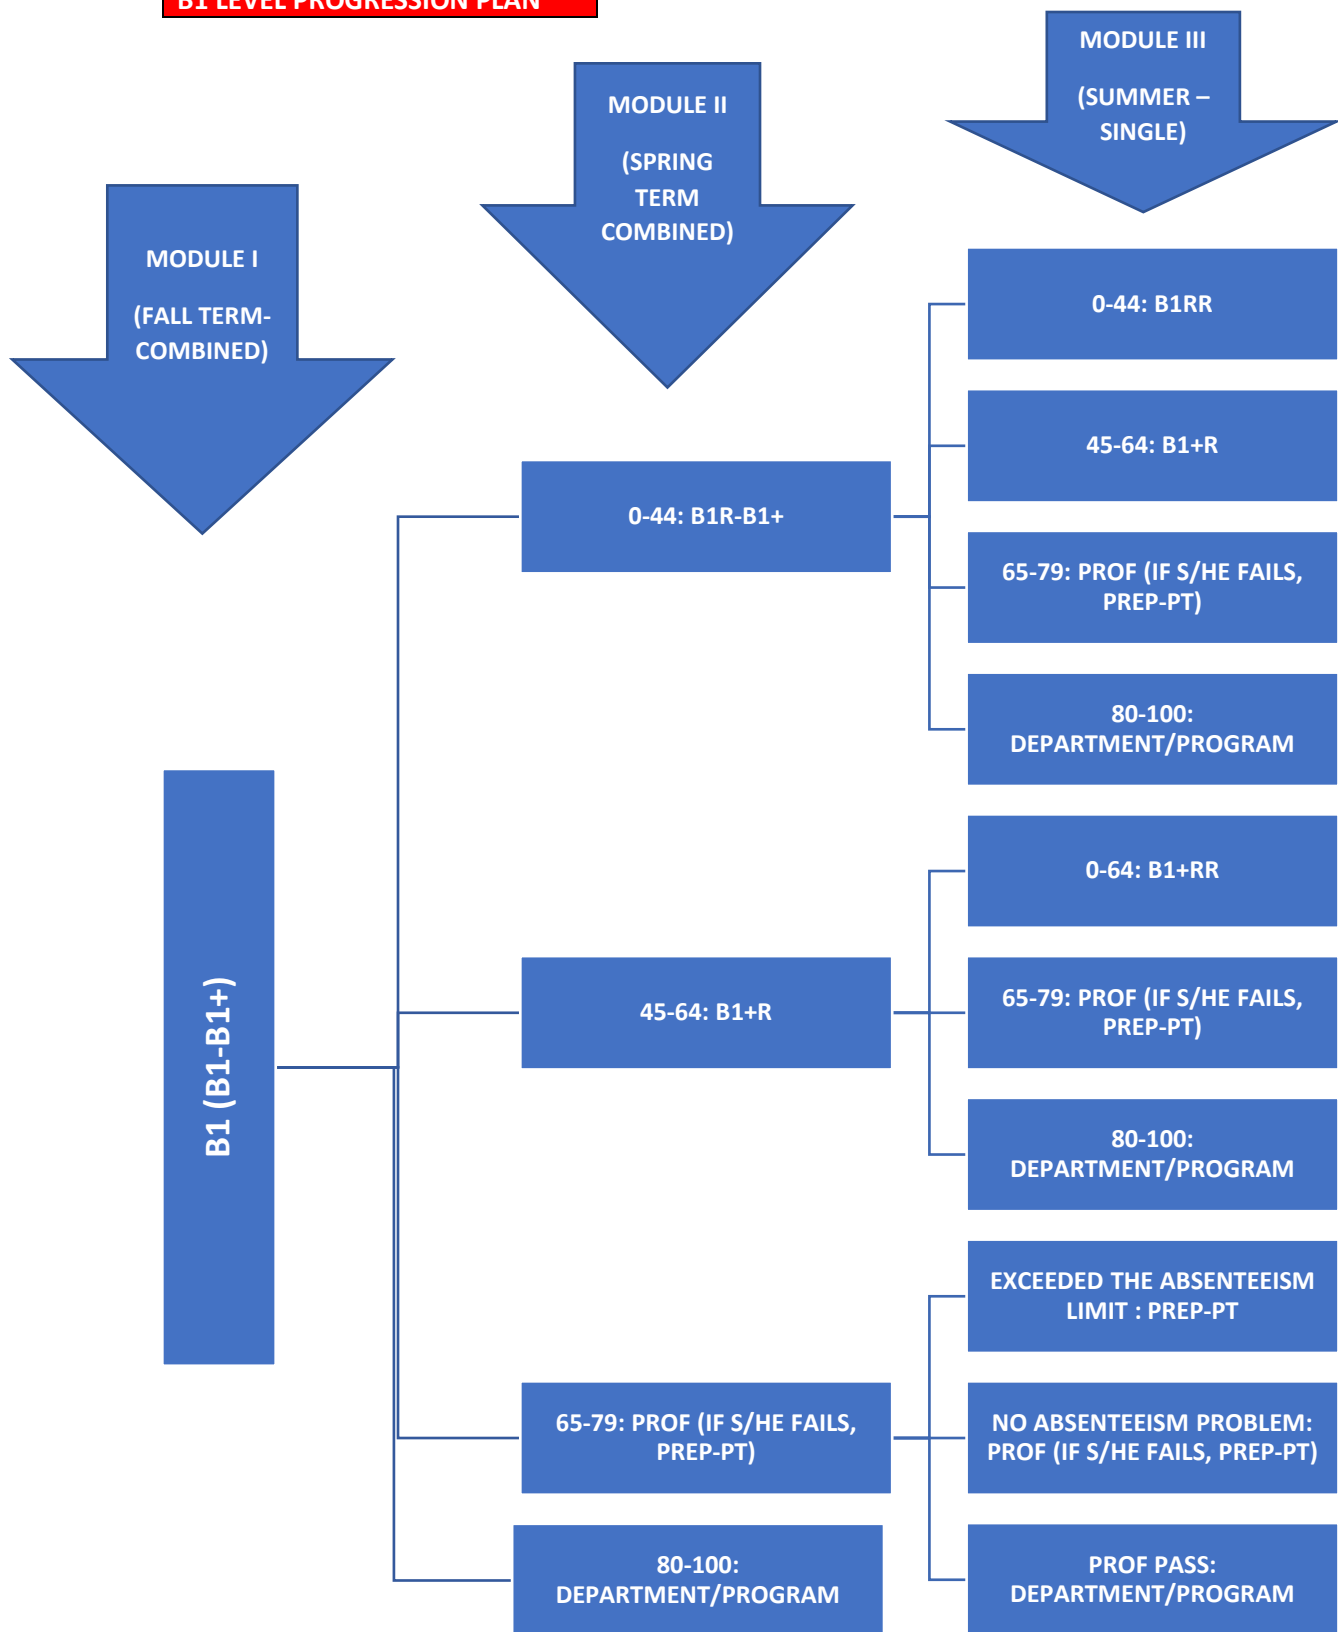 B1 LEVEL PROGRESSION PLAN
MODULE I
(FALL TERM-
COMBINED)
MODULE II
(SPRING
TERM
COMBINED)
MODULE III
(SUMMER –
SINGLE)
B1 (B1-B1+)
0-44: B1R-B1+
45-64: B1+R
65-79: PROF (IF S/HE FAILS,
PREP-PT)
80-100:
DEPARTMENT/PROGRAM
0-44: B1RR
45-64: B1+R
65-79: PROF (IF S/HE FAILS,
PREP-PT)
80-100:
DEPARTMENT/PROGRAM
0-64: B1+RR
65-79: PROF (IF S/HE FAILS,
PREP-PT)
80-100:
DEPARTMENT/PROGRAM
EXCEEDED THE ABSENTEEISM
LIMIT : PREP-PT
NO ABSENTEEISM PROBLEM:
PROF (IF S/HE FAILS, PREP-PT)
PROF PASS:
DEPARTMENT/PROGRAM